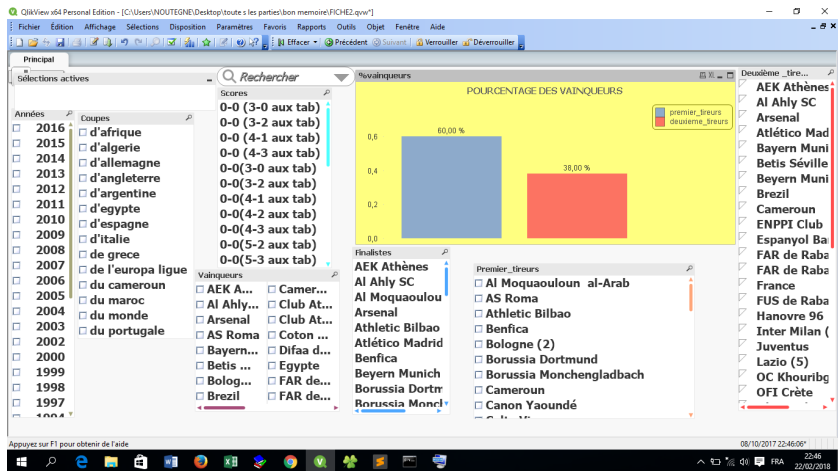 QlikView x64 Personal Edition - [C:\Users\NOUTEGNE\Desktop\toute s les parties\bon memoire\FICHE2.qvw*]
Fichier Édition Affichage Sélections Disposition Paramètres Favoris Rapports Outils Objet Fenêtre Aide
Effacer Précédent Suivant Verrouiller Déverrouiller
Principal
Sélections actives
Rechercher
Années
2016
2015
2014
2013
2012
2011
2010
2009
2008
2007
2006
2005
2004
2003
2002
2000
1999
1998
1997
1994
Coupes
d'afrique
d'algerie
d'allemagne
d'angleterre
d'argentine
d'egypte
d'espagne
d'italie
de grece
de l'europa ligue
du cameroun
du maroc
du monde
du portugale
Scores
0-0 (3-0 aux tab)
0-0 (3-2 aux tab)
0-0 (4-1 aux tab)
0-0 (4-3 aux tab)
0-0(3-0 aux tab)
0-0(3-2 aux tab)
0-0(4-1 aux tab)
0-0(4-2 aux tab)
0-0(4-3 aux tab)
0-0(5-2 aux tab)
0-0(5-3 aux tab)
Vainqueurs
AEK A... Camer...
Al Ahly... Club At...
Arsenal Club At...
AS Roma Coton ...
Bayern... Difaa d...
Betis ... Egypte
Bolog... FAR de...
Brezil FAR de...
%vainqueurs
POURCENTAGE DES VAINQUEURS
premier_tireurs
deuxieme_tireurs
60,00 %
38,00 %
0,6
0,4
0,2
0,0
Finalistes
AEK Athènes
Al Ahly SC
Al Moquaoulou
Arsenal
Athletic Bilbao
Atlético Madrid
Benfica
Beyern Munich
Borussia Dortm
Borussia Moncl
Premier_tireurs
Al Moquaouloun al-Arab
AS Roma
Athletic Bilbao
Benfica
Bologne (2)
Borussia Dortmund
Borussia Monchengladbach
Cameroun
Canon Yaoundé
Deuxième _tire...
AEK Athènes
Al Ahly SC
Arsenal
Atlético Mad
Bayern Muni
Betis Séville
Beyern Muni
Brezil
Cameroun
ENPPI Club
Espanyol Ba
FAR de Raba
FAR de Raba
France
FUS de Raba
Hanovre 96
Inter Milan (
Juventus
Lazio (5)
OC Khouribg
OFI Crète
Appuyez sur F1 pour obtenir de l'aide
08/10/2017 22:46:06*
FRA
22:46
22/02/2018